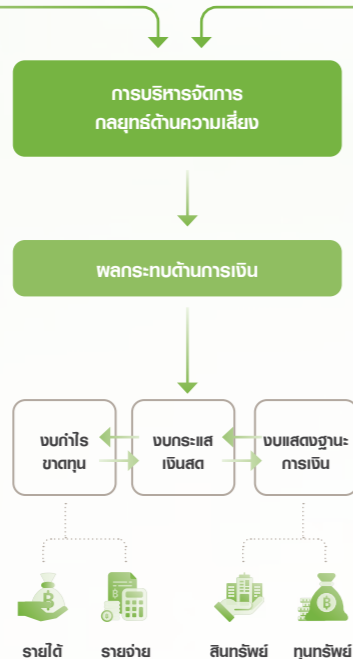 การบริหารจัดการ
กลยุทธ์ด้านความเสี่ยง
ผลกระทบด้านการเงิน
งบกำไร
ขาดทุน
งบกระแส
เงินสด
งบแสดงฐานะ
การเงิน
รายได้
รายจ่าย
สินทรัพย์
ทุนทรัพย์